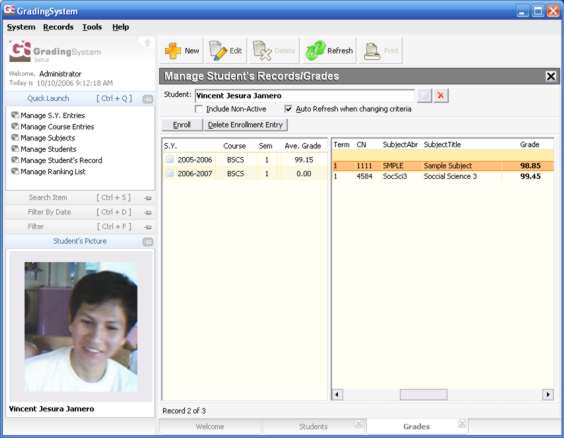 GradingSystem
System Records Tools Help
GradingSystem
beta
Welcome, Administrator
Today is 10/10/2006 9:12:18 AM
Quick Launch [ Ctrl + Q ]
Manage S.Y. Entries
Manage Course Entries
Manage Subjects
Manage Students
Manage Student's Record
Manage Ranking List
Search Item [ Ctrl + S ]
Filter By Date [ Ctrl + D ]
Filter [ Ctrl + F ]
Student's Picture
Vincent Jesura Jamero
New Edit Delete Refresh Print
Manage Student's Records/Grades
Student: Vincent Jesura Jamero
Include Non-Active Auto Refresh when changing criteria
Enroll Delete Enrollment Entry
S.Y. Course Sem Ave. Grade
2005-2006 BSCS 1 99.15
2006-2007 BSCS 1 0.00
Term CN SubjectAbr SubjectTitle Grade
1 1111 SMPLE Sample Subject 98.85
1 4584 SocSci3 Soccial Science 3 99.45
Record 2 of 3
Welcome Students Grades